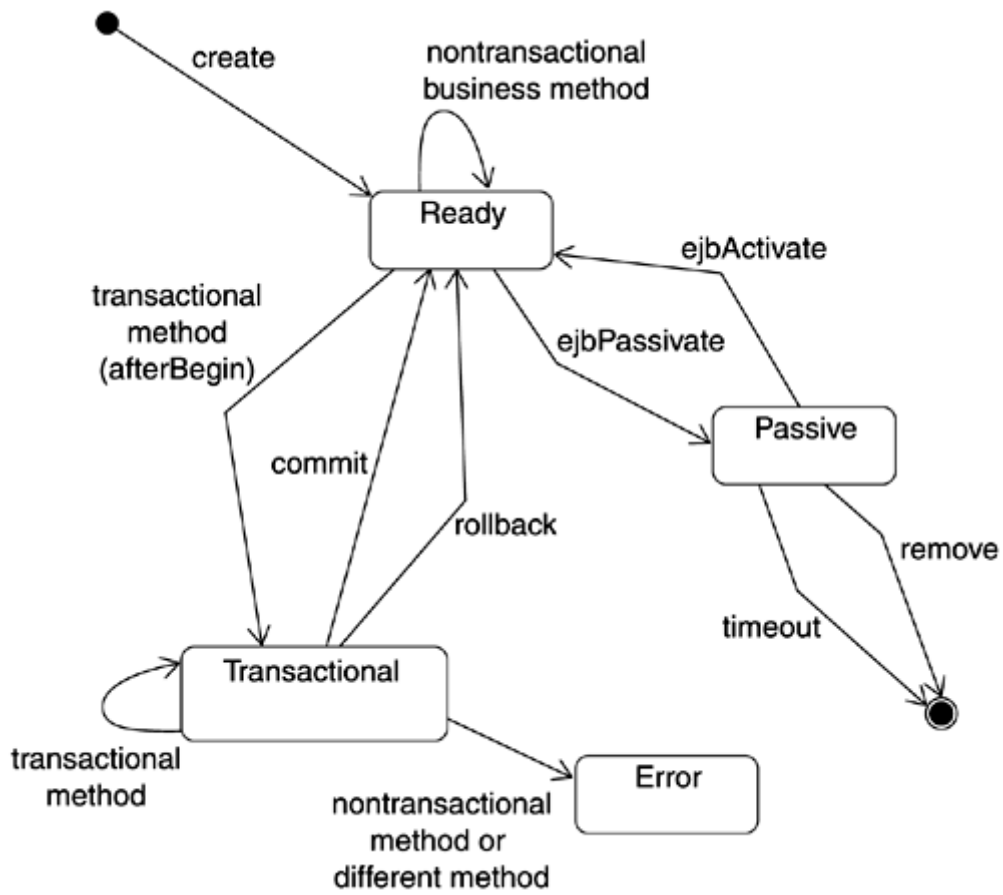 create
nontransactional
business method
Ready
ejbActivate
transactional
method
(afterBegin)
ejbPassivate
Passive
commit
rollback
remove
timeout
Transactional
transactional
method
Error
nontransactional
method or
different method